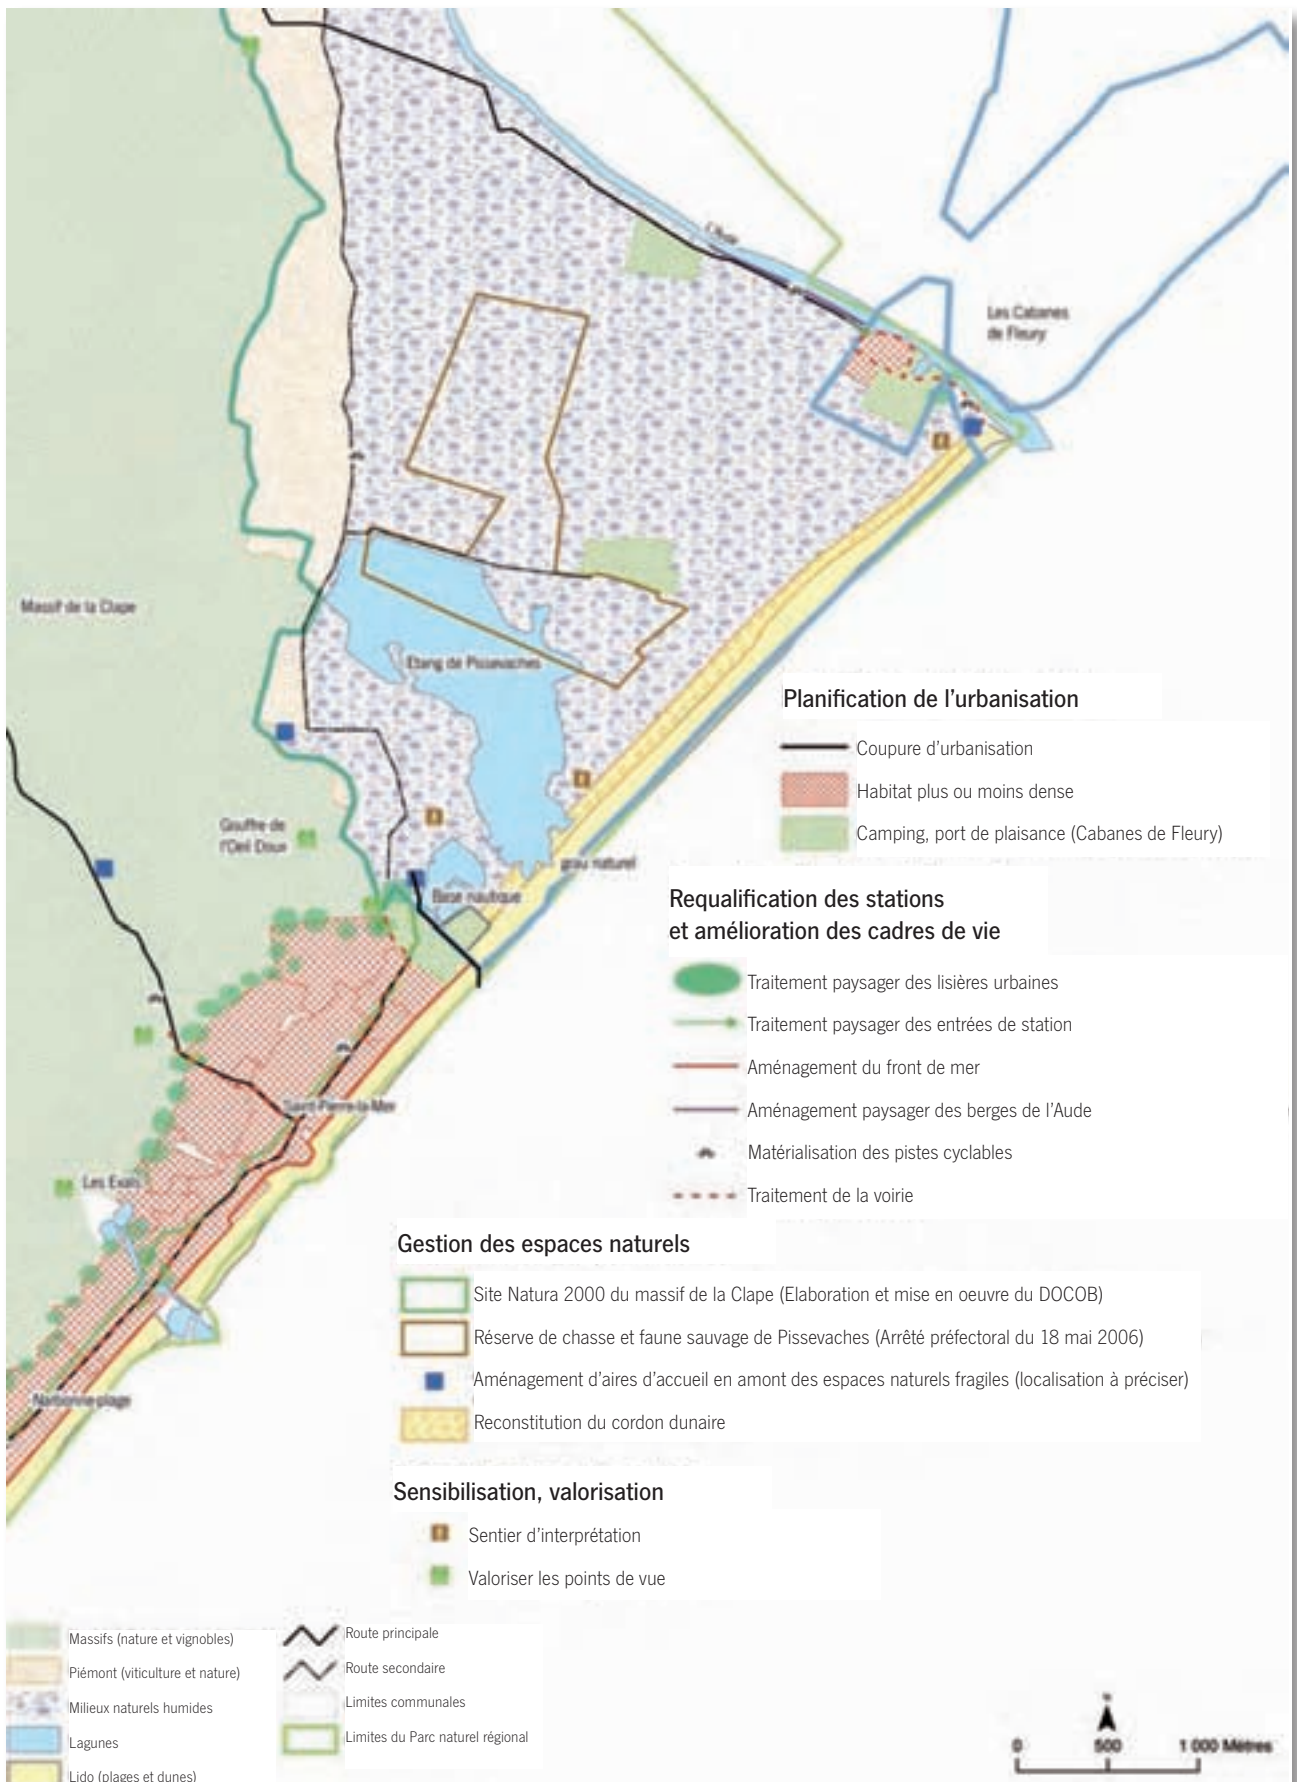 l'Aude
Les Cabanes
de Fleury
Massif de la Clape
Etang de Pissevaches
Planification de l'urbanisation
Coupure d'urbanisation
Habitat plus ou moins dense
Camping, port de plaisance (Cabanes de Fleury)
Gouffre de
l'Oeil Doux
grau naturel
Base nautique
Requalification des stations
et amélioration des cadres de vie
Traitement paysager des lisières urbaines
Traitement paysager des entrées de station
Aménagement du front de mer
Aménagement paysager des berges de l'Aude
Matérialisation des pistes cyclables
Traitement de la voirie
Saint-Pierre-la-Mer
Les Exals
Narbonne-plage
Gestion des espaces naturels
Site Natura 2000 du massif de la Clape (Elaboration et mise en oeuvre du DOCOB)
Réserve de chasse et faune sauvage de Pissevaches (Arrêté préfectoral du 18 mai 2006)
Aménagement d'aires d'accueil en amont des espaces naturels fragiles (localisation à préciser)
Reconstitution du cordon dunaire
Sensibilisation, valorisation
Sentier d'interprétation
Valoriser les points de vue
Massifs (nature et vignobles)
Piémont (viticulture et nature)
Milieux naturels humides
Lagunes
Lido (plages et dunes)
Route principale
Route secondaire
Limites communales
Limites du Parc naturel régional
0 500 1 000 Mètres